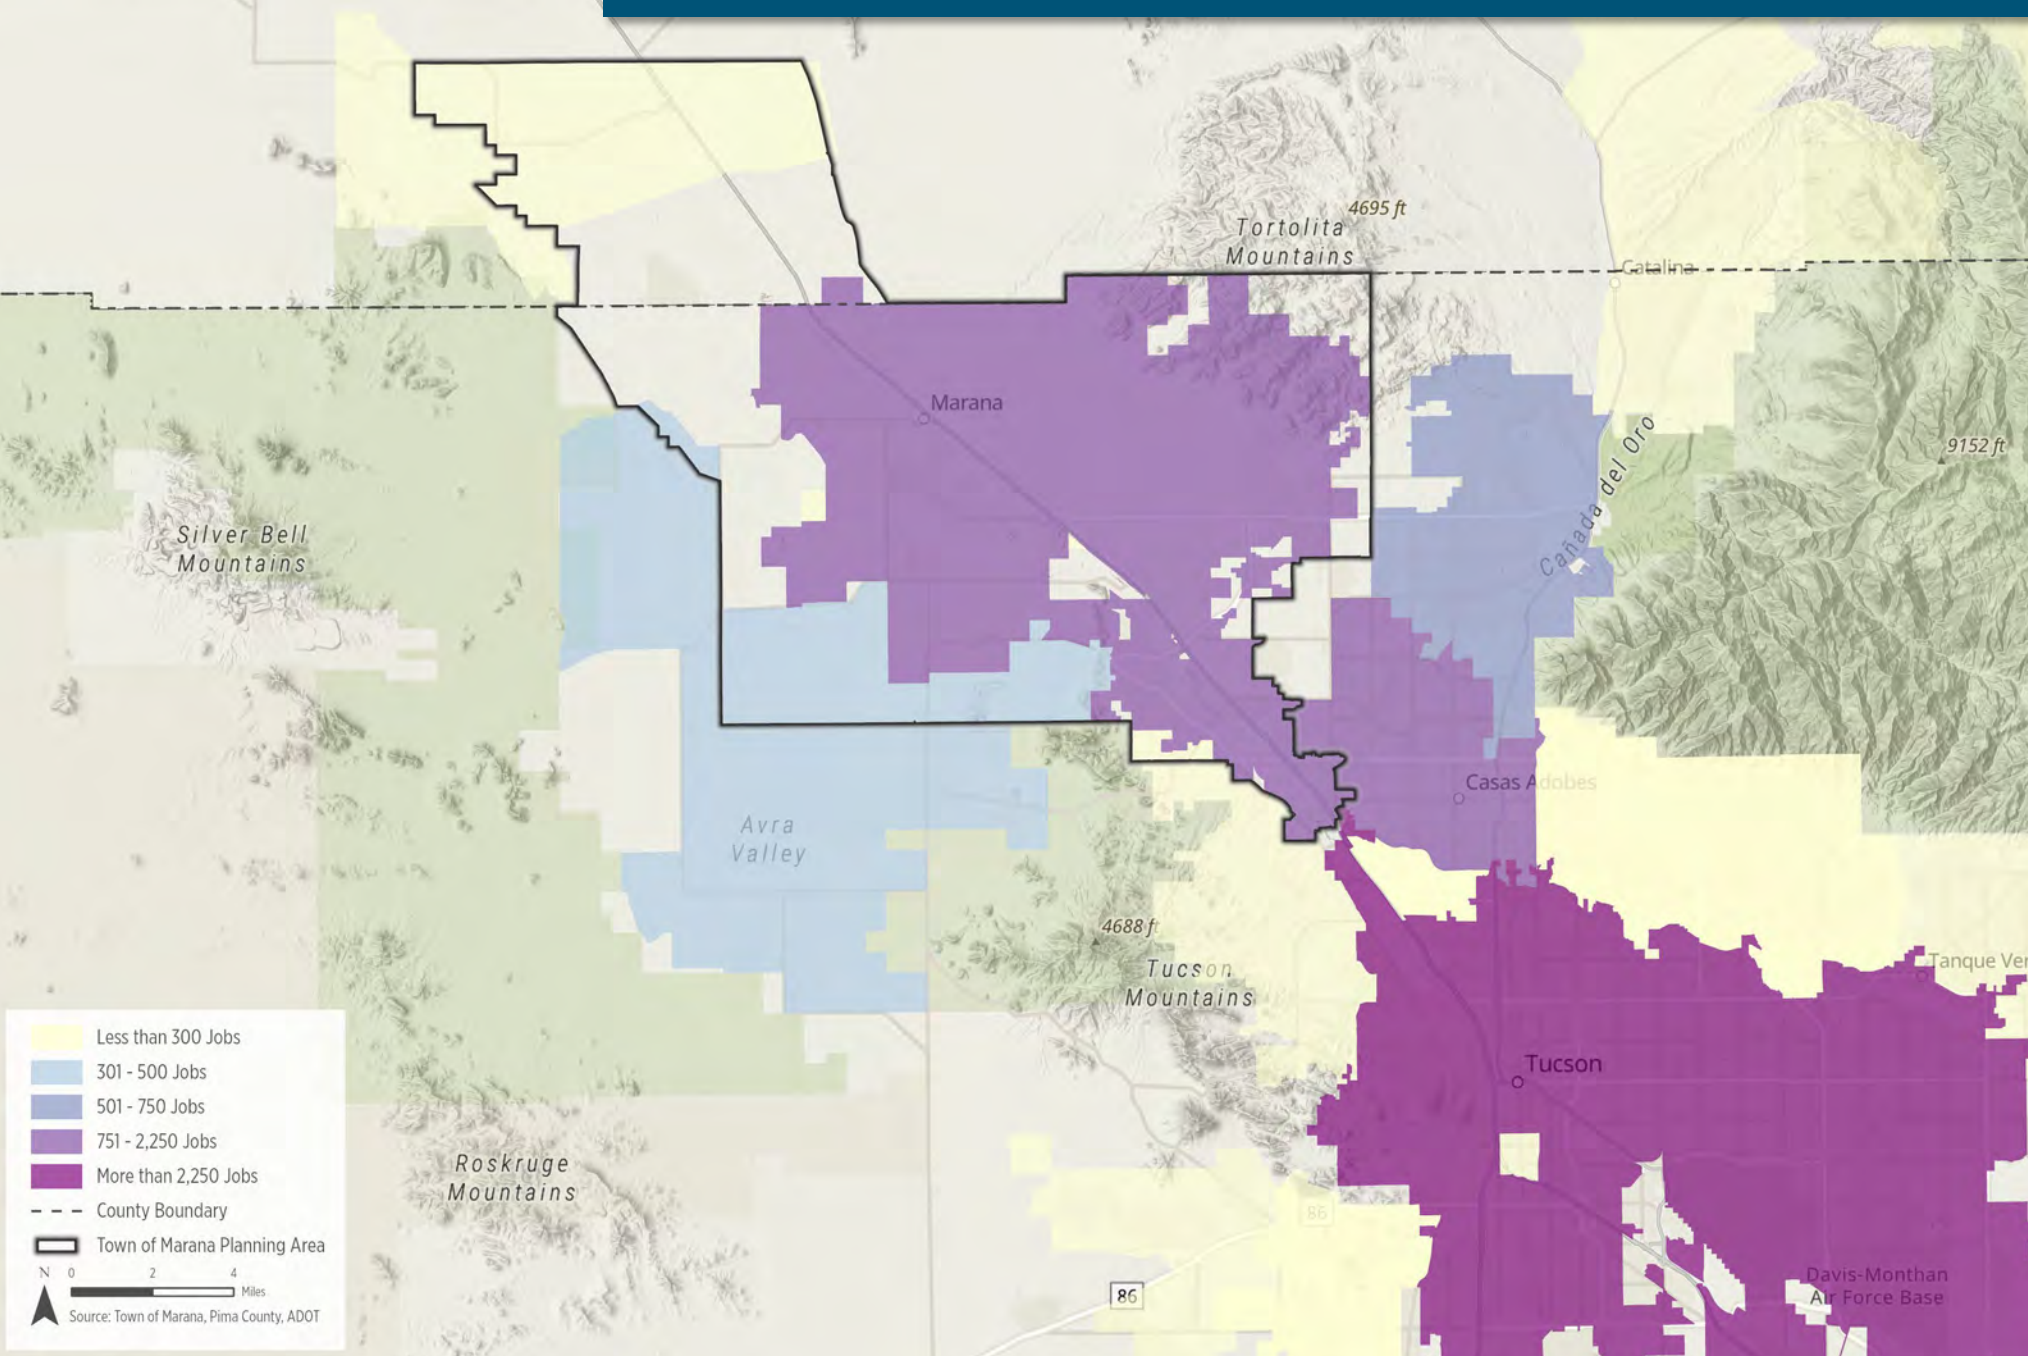 4695 ft
Tortolita
Mountains
Catalina
Marana
Cañada del Oro
9152 ft
Silver Bell
Mountains
Casas Adobes
Avra
Valley
4688 f
Tucson
Mountains
Tanque Ver
Tucson
Roskruge
Mountains
86
86
Davis-Monthan
Air Force Base
Less than 300 Jobs
301 - 500 Jobs
501 - 750 Jobs
751 - 2,250 Jobs
More than 2,250 Jobs
County Boundary
Town of Marana Planning Area
N 0 2 4
Miles
Source: Town of Marana, Pima County, ADOT